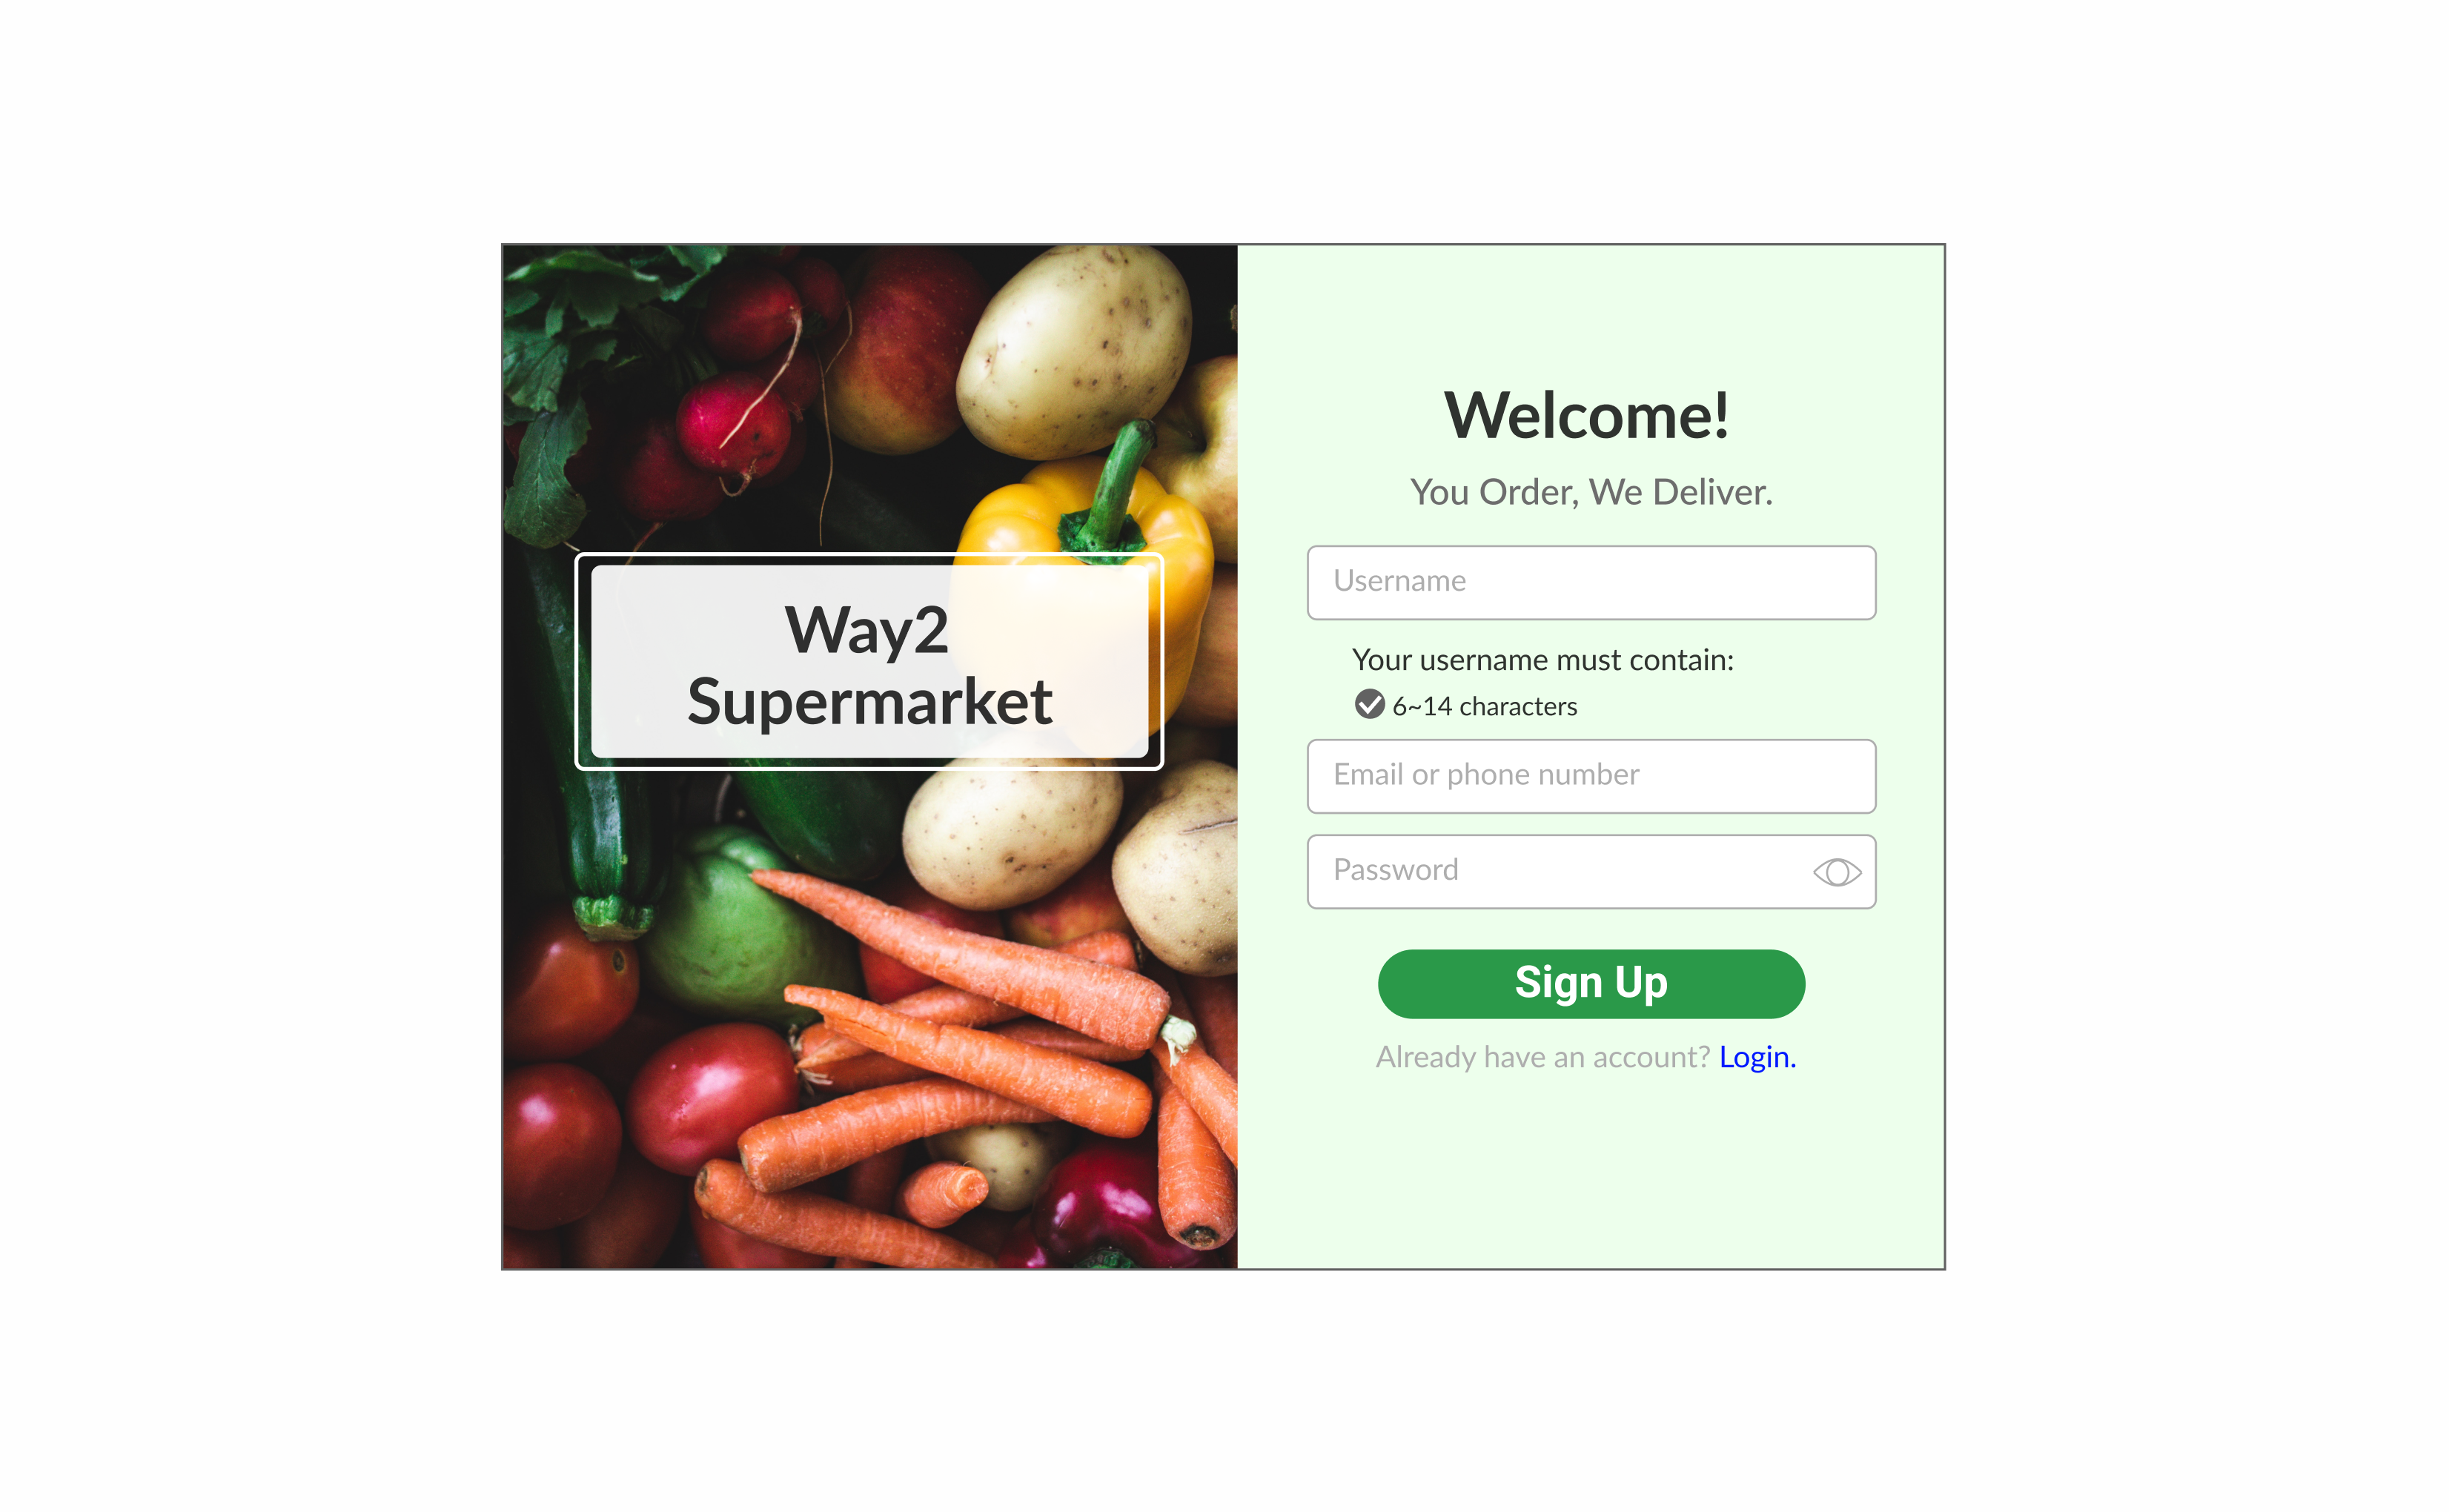 Way2
Supermarket
Welcome!
You Order, We Deliver.
Username
Your username must contain:
6~14 characters
Email or phone number
Password
Sign Up
Already have an account? Login.